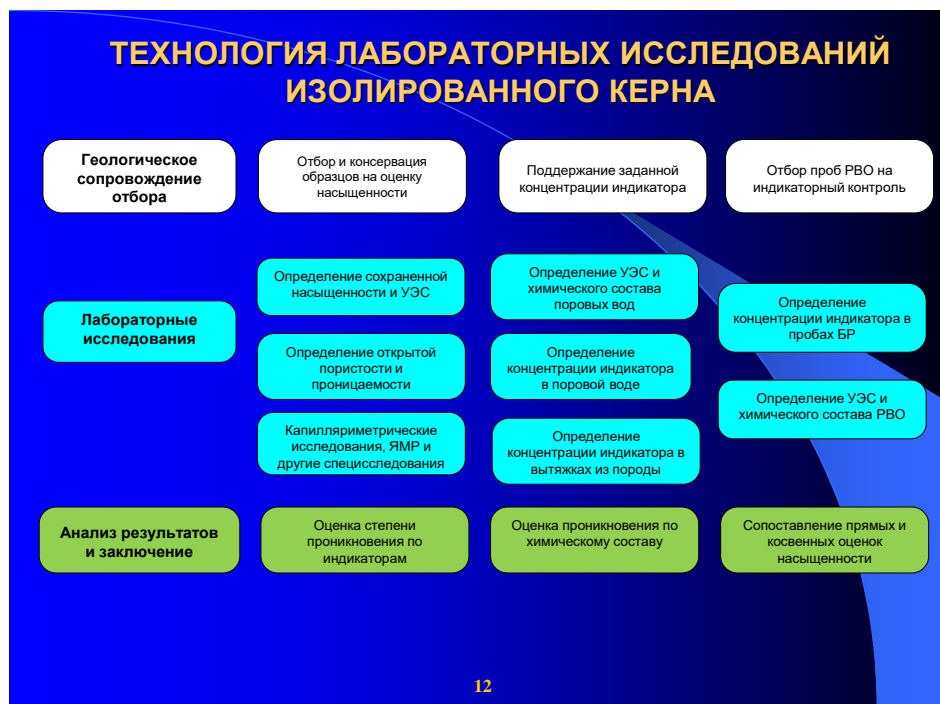 ТЕХНОЛОГИЯ ЛАБОРАТОРНЫХ ИССЛЕДОВАНИЙ
ИЗОЛИРОВАННОГО КЕРНА
Геологическое
сопровождение
отбора
Отбор и консервация
образцов на оценку
насыщенности
Поддержание заданной
концентрации индикатора
Отбор проб РВО на
индикаторный контроль
Лабораторные
исследования
Определение сохраненной
насыщенности и УЭС
Определение открытой
пористости и
проницаемости
Капилляриметрические
исследования, ЯМР и
другие специсследования
Определение УЭС и
химического состава
поровых вод
Определение
концентрации индикатора
в поровой воде
Определение
концентрации индикатора в
вытяжках из породы
Определение
концентрации индикатора в
пробах БР
Определение УЭС и
химического состава РВО
Анализ результатов
и заключение
Оценка степени
проникновения по
индикаторам
Оценка проникновения по
химическому составу
Сопоставление прямых и
косвенных оценок
насыщенности
12